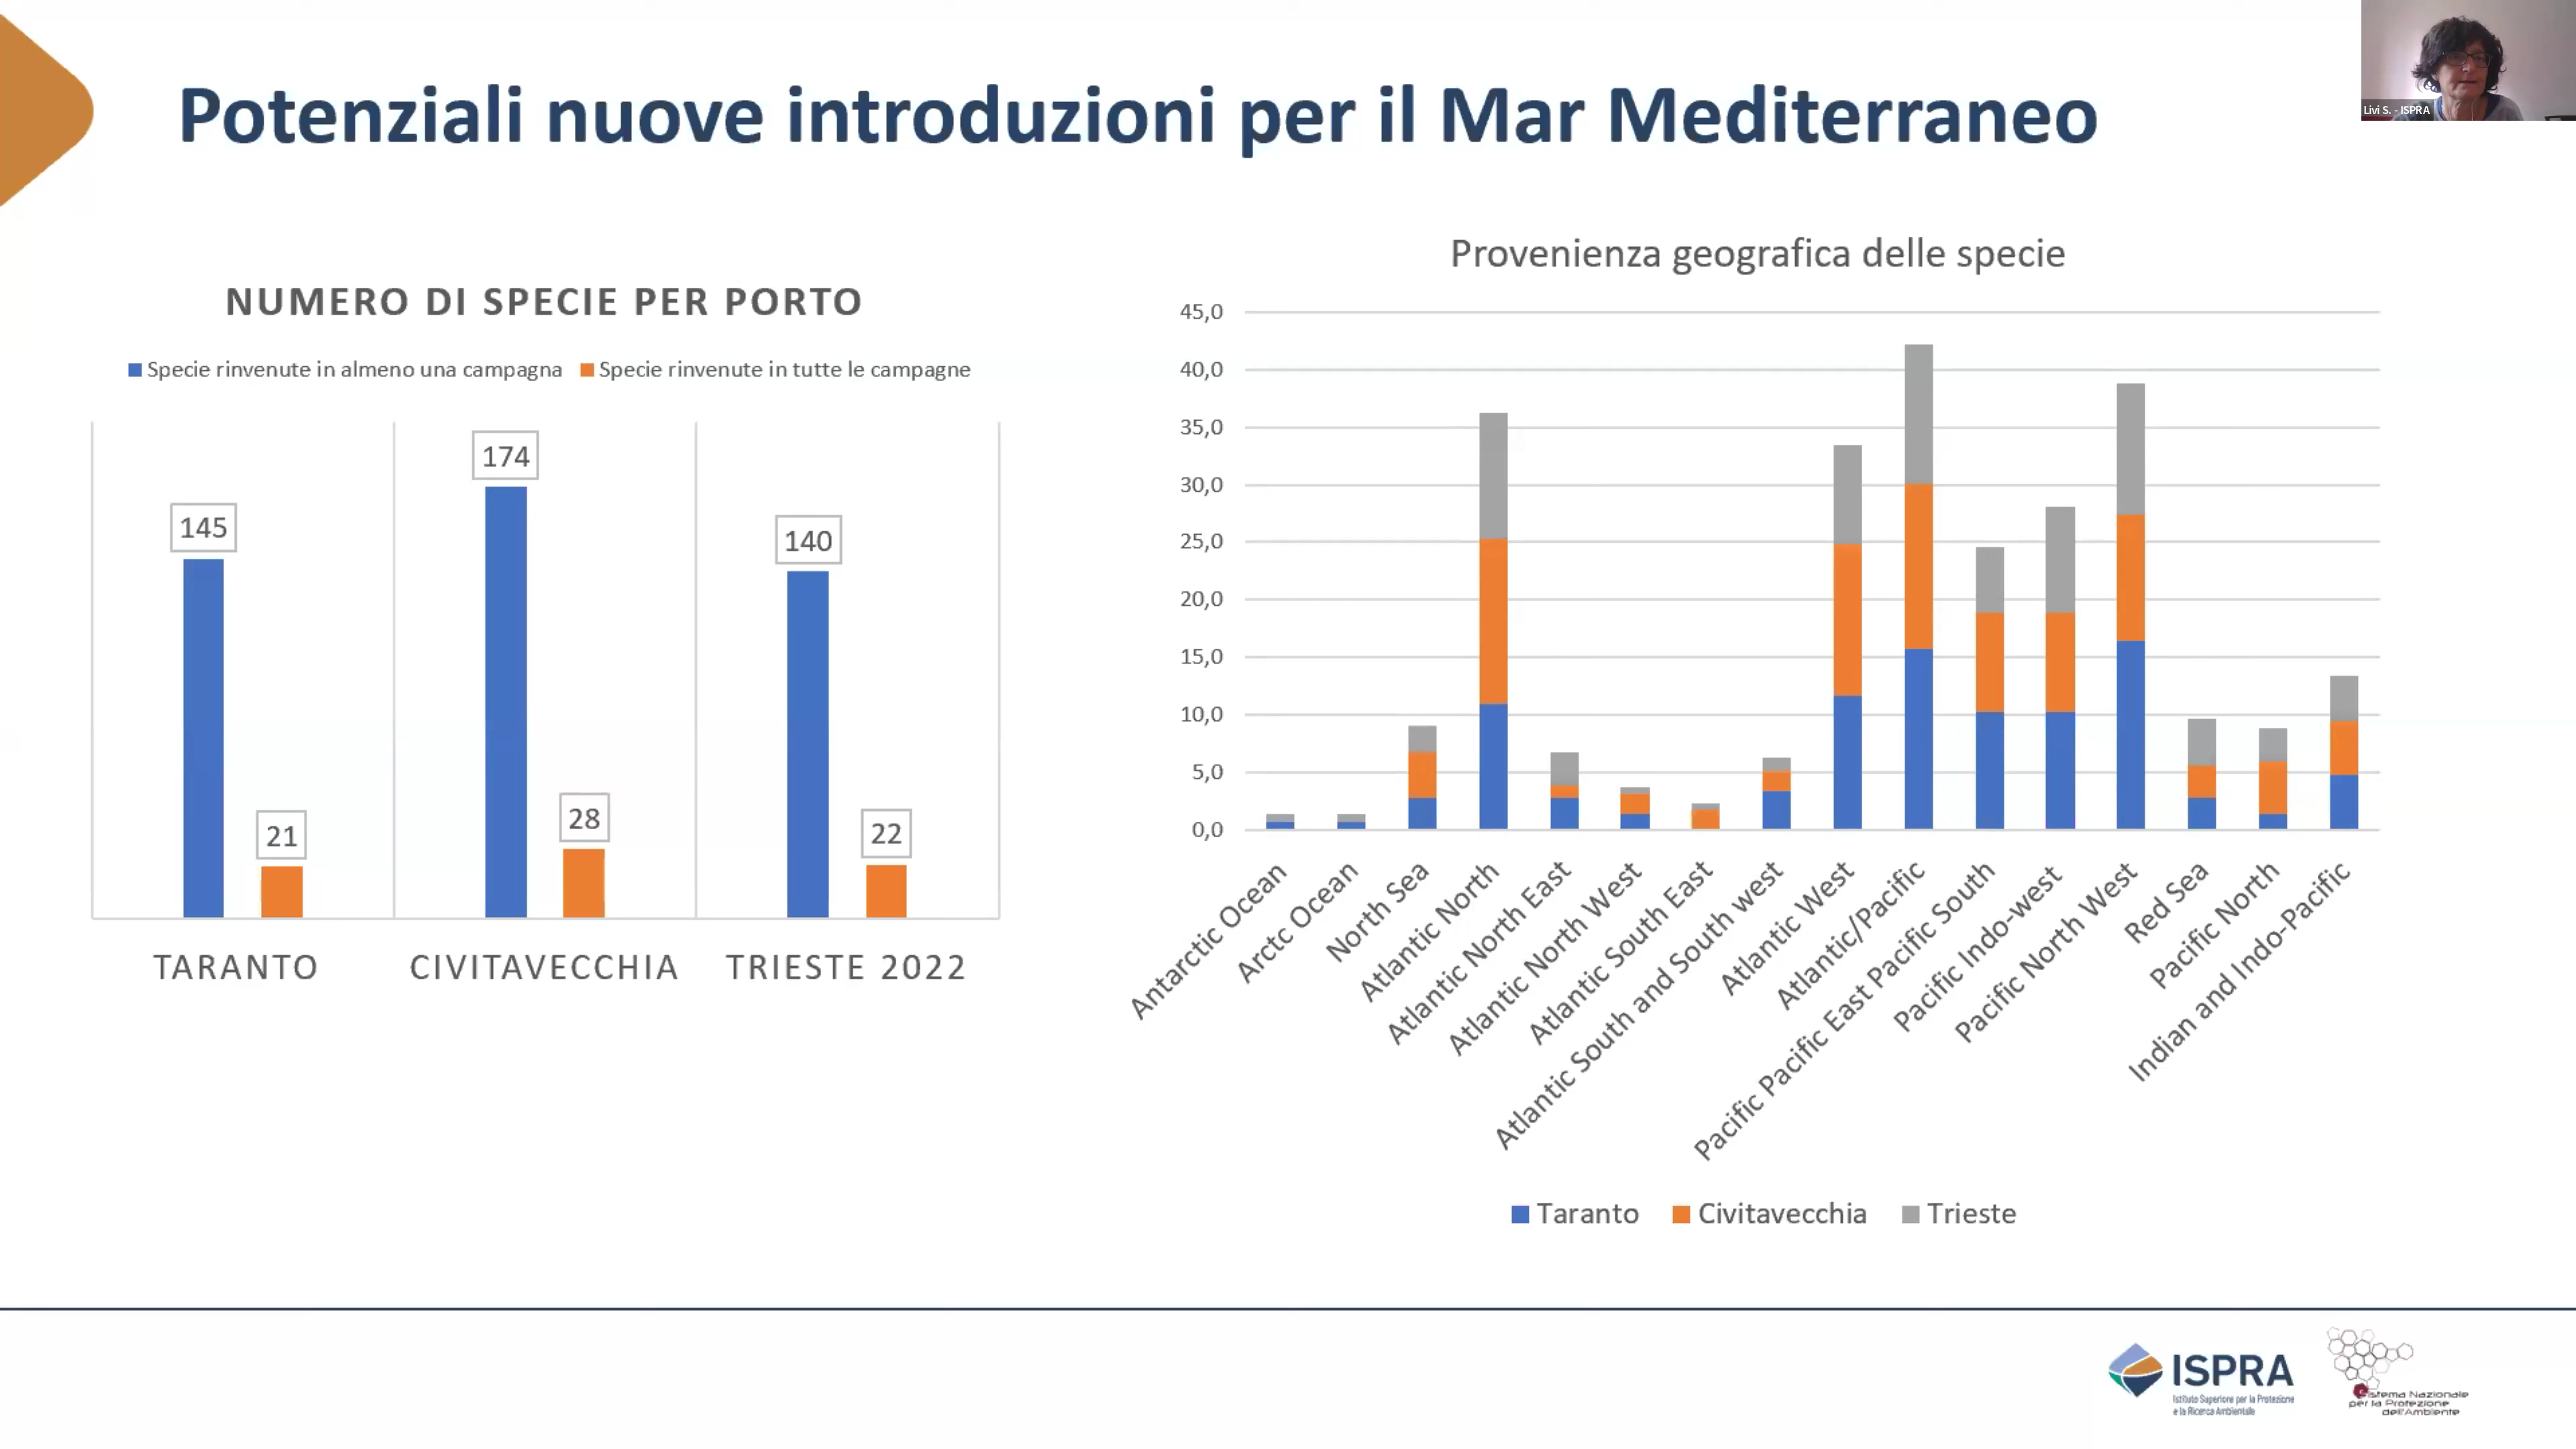 Livi S. - ISPRA
Potenziali nuove introduzioni per il Mar Mediterraneo
NUMERO DI SPECIE PER PORTO
Specie rinvenute in almeno una campagna Specie rinvenute in tutte le campagne
145
21
174
28
140
22
TARANTO CIVITAVECCHIA TRIESTE 2022
Provenienza geografica delle specie
45,0
40,0
35,0
30,0
25,0
20,0
15,0
10,0
5,0
0,0
Antarctic Ocean
Arctc Ocean
North Sea
Atlantic North
Atlantic North East
Atlantic North West
Atlantic South East
Atlantic South and South west
Atlantic West
Atlantic/Pacific
Pacific Pacific East Pacific South
Pacific Indo-west
Pacific North West
Red Sea
Pacific North
Indian and Indo-Pacific
Taranto Civitavecchia Trieste
ISPRA
Istituto Superiore per la Protezione
e la Ricerca Ambientale
Sistema Nazionale
per la Protezione
dell'Ambiente